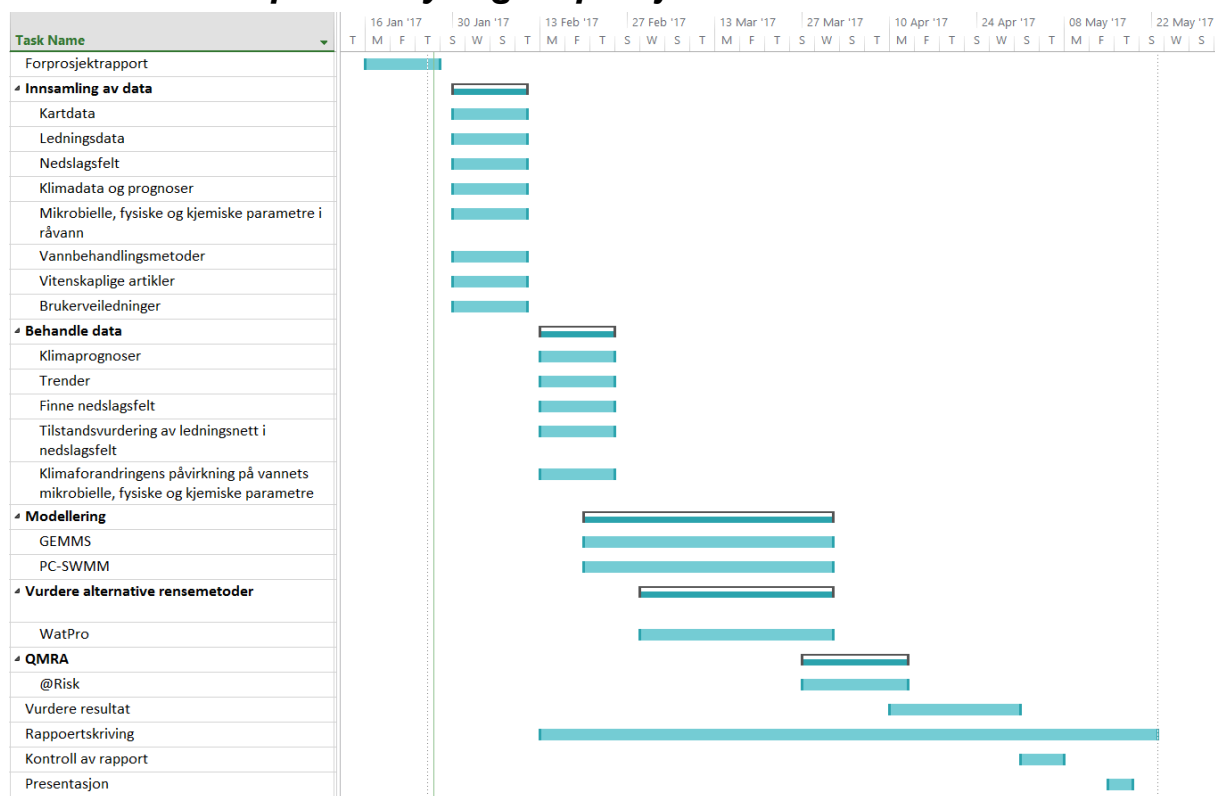 16 Jan '17 30 Jan '17 13 Feb '17 27 Feb '17 13 Mar '17 27 Mar '17 10 Apr '17 24 Apr '17 08 May '17 22 May '17
Task Name T M F T S W S T M F T S W S T M F T S W S T M F T S W S T M F T S W S
Forprosjektrapport
Innsamling av data
Kartdata
Ledningsdata
Nedslagsfelt
Klimadata og prognoser
Mikrobielle, fysiske og kjemiske parametre i
råvann
Vannbehandlingsmetoder
Vitenskaplige artikler
Brukerveiledninger
Behandle data
Klimaprognoser
Trender
Finne nedslagsfelt
Tilstandsvurdering av ledningsnett i
nedslagsfelt
Klimaforandringens påvirkning på vannets
mikrobielle, fysiske og kjemiske parametre
Modellering
GEMMS
PC-SWMM
Vurdere alternative rensemetoder
WatPro
QMRA
@Risk
Vurdere resultat
Rappoertskriving
Kontroll av rapport
Presentasjon